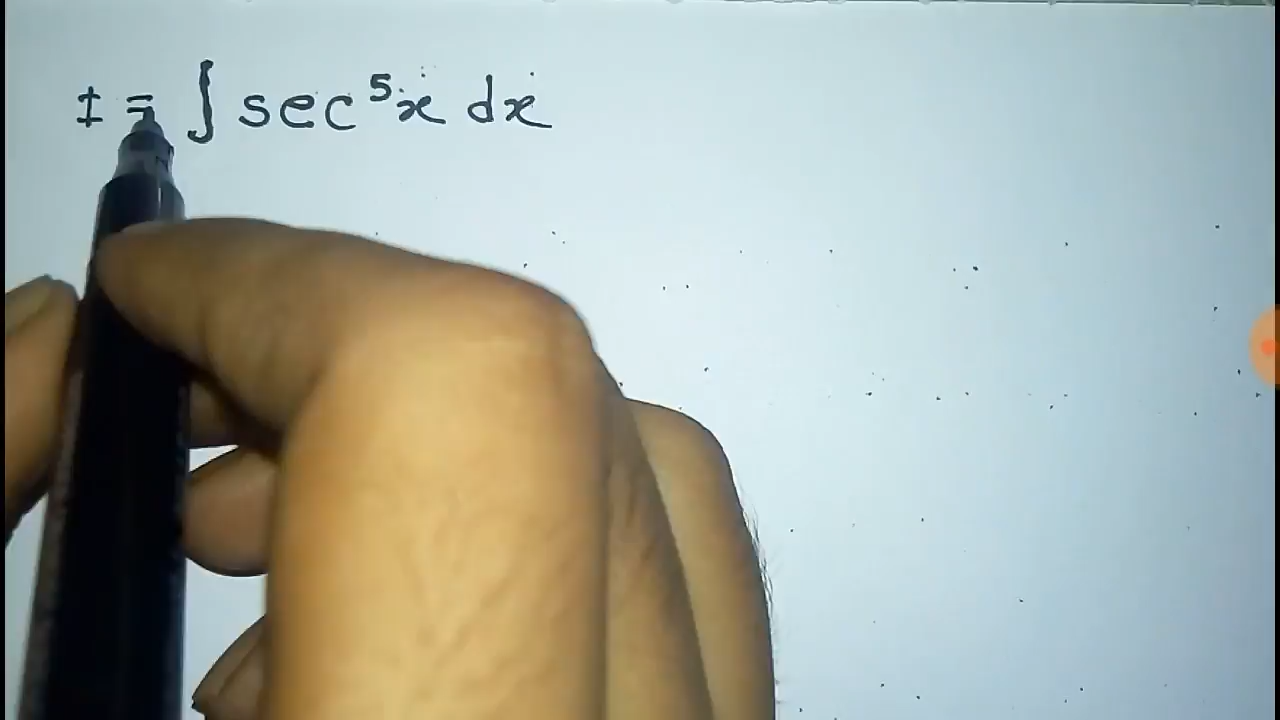 I = ∫ sec⁵x dx